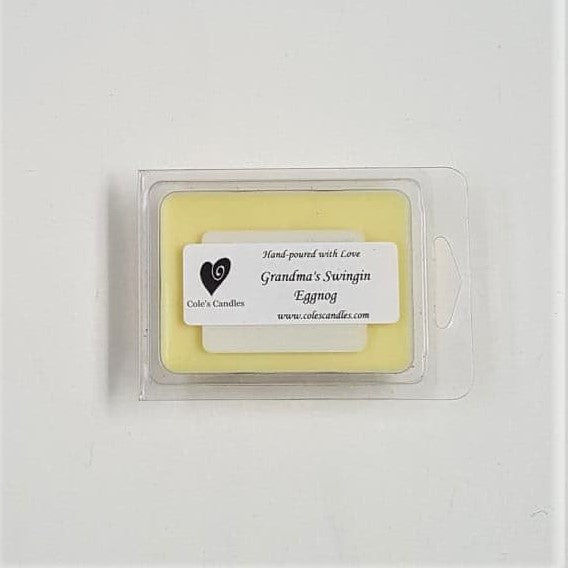 Hand-poured with Love
Grandma's Swingin
Eggnog
www.colescandles.com
Cole's Candles